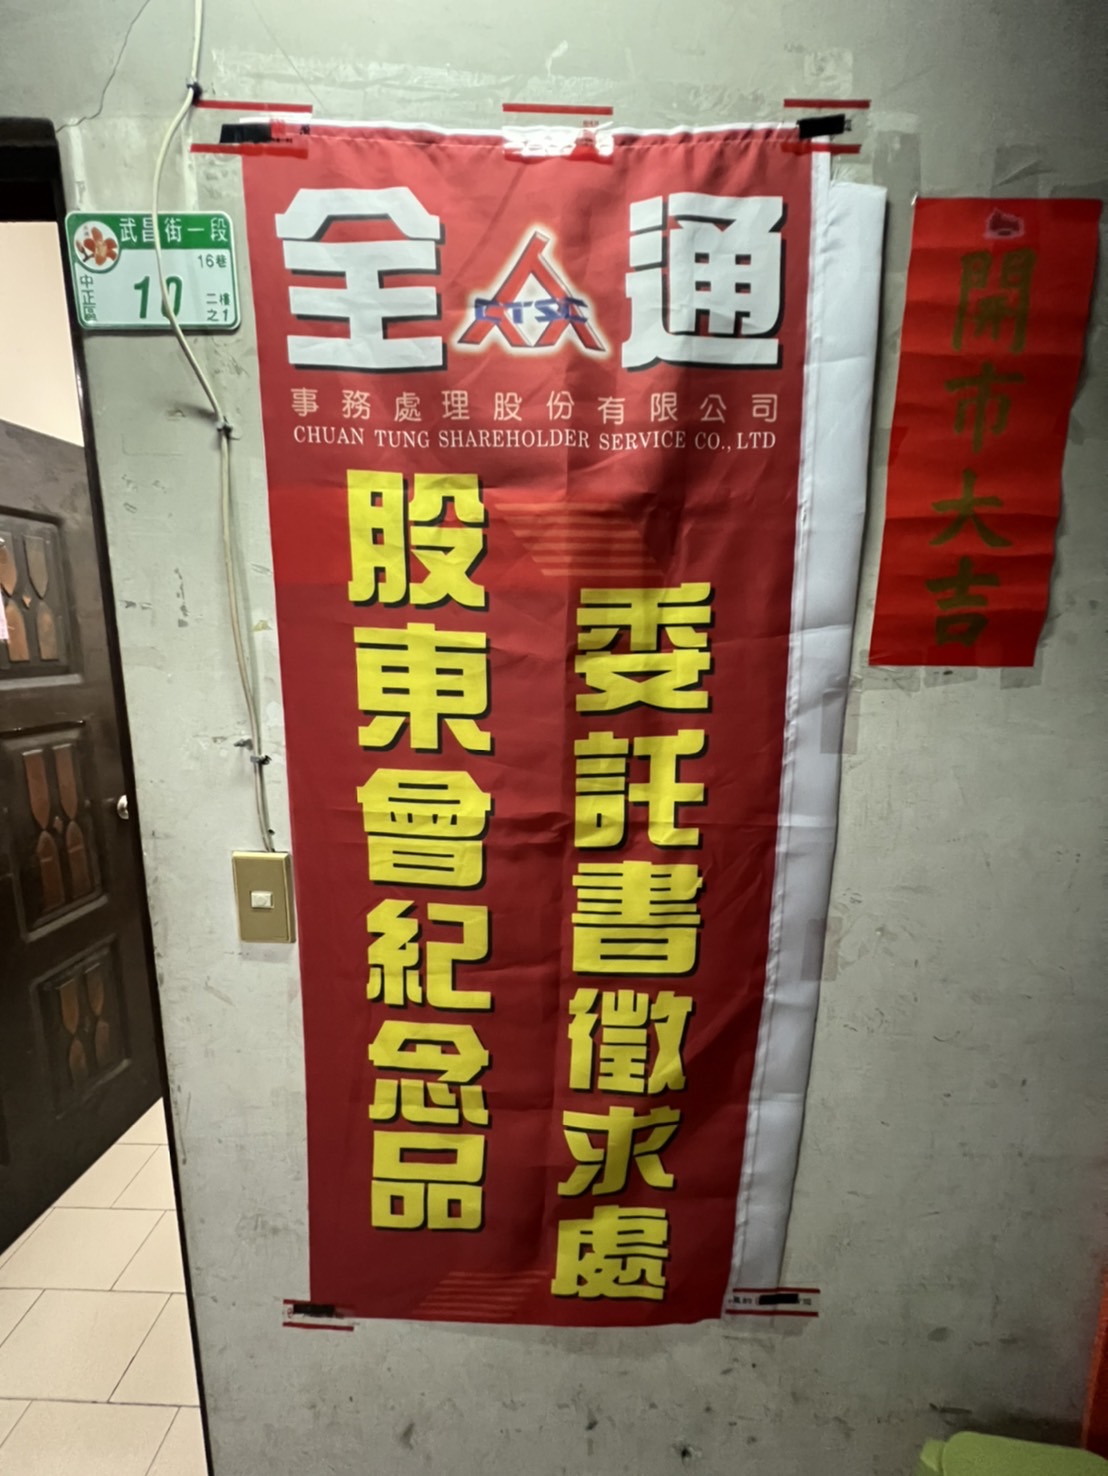 武昌街一段
16巷
中正區
10
二樓
之1
全 CTSC 通
事務處理股份有限公司
CHUAN TUNG SHAREHOLDER SERVICE CO., LTD
股東會紀念品
委託書徵求處
開市大吉